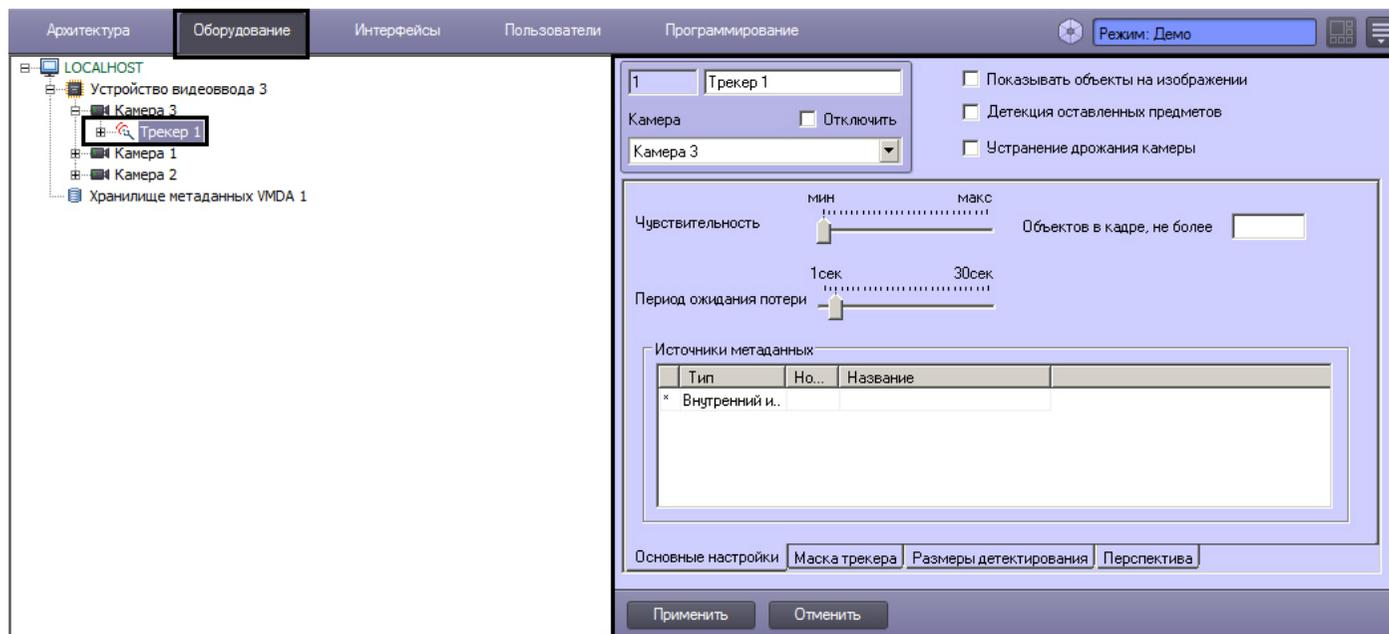 Архитектура Оборудование Интерфейсы Пользователи Программирование Режим: Демо
LOCALHOST
Устройство видеоввода 3
Камера 3
Трекер 1
Камера 1
Камера 2
Хранилище метаданных VMDA 1
1 Трекер 1
Камера Отключить
Камера 3
Показывать объекты на изображении
Детекция оставленных предметов
Устранение дрожания камеры
мин макс
Чувствительность
Объектов в кадре, не более
1сек 30сек
Период ожидания потери
Источники метаданных
Тип Но... Название
* Внутренний и..
Основные настройки Маска трекера Размеры детектирования Перспектива
Применить Отменить